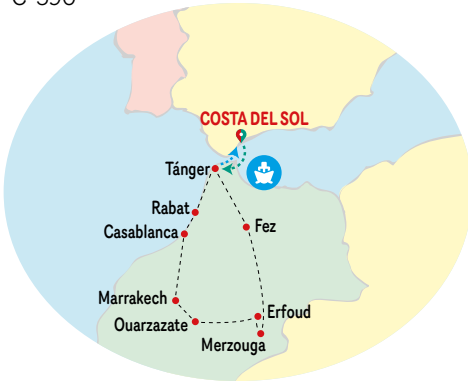 COSTA DEL SOL
Tánger
Rabat
Casablanca
Fez
Marrakech
Ouarzazate
Erfoud
Merzouga